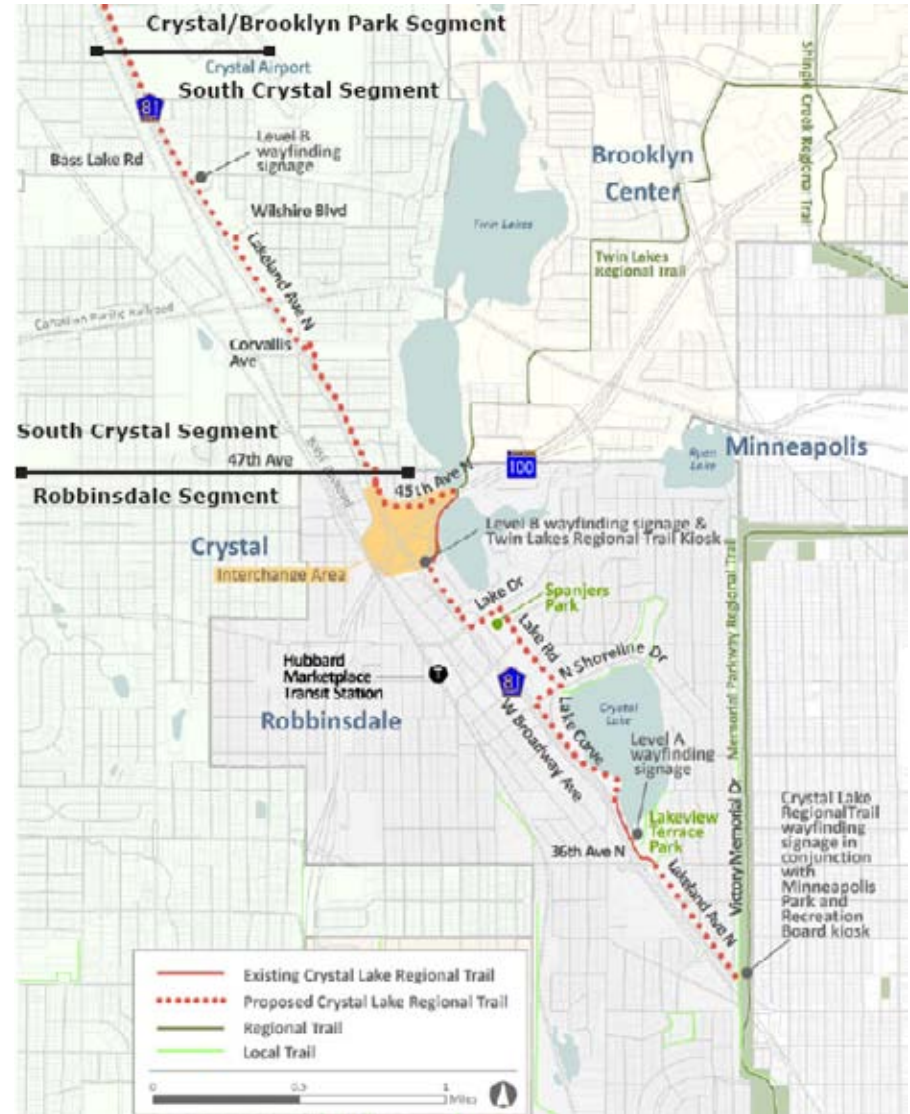 Crystal/Brooklyn Park Segment
Crystal Airport
South Crystal Segment
81
Level B
wayfinding
signage
Bass Lake Rd
Wilshire Blvd
Lakeland Ave N
Canadian Pacific Railroad
Corvallis
Ave
Twin Lakes
Brooklyn
Center
Shingle Creek Regional Trail
Twin Lakes
Regional Trail
South Crystal Segment
47th Ave
Robbinsdale Segment
BNSF Railroad
45th Ave N
100
Ryan
Lake
Minneapolis
Crystal
Interchange Area
Level B wayfinding signage &
Twin Lakes Regional Trail Kiosk
Lake Dr
Spanjers
Park
Lake Rd
N Shoreline Dr
Hubbard
Marketplace
Transit Station
T
81
Robbinsdale
W Broadway Ave
Lake Curve
Crystal
Lake
Level A
wayfinding
signage
Lakeview
Terrace
Park
36th Ave N
Lakeland Ave N
Victory Memorial Dr
Memorial Parkway Regional Trail
Crystal Lake
RegionalTrail
wayfinding
signage in
conjunction
with
Minneapolis
Park and
Recreation
Board kiosk
Existing Crystal Lake Regional Trail
Proposed Crystal Lake Regional Trail
Regional Trail
Local Trail
0 0.5 1
Miles